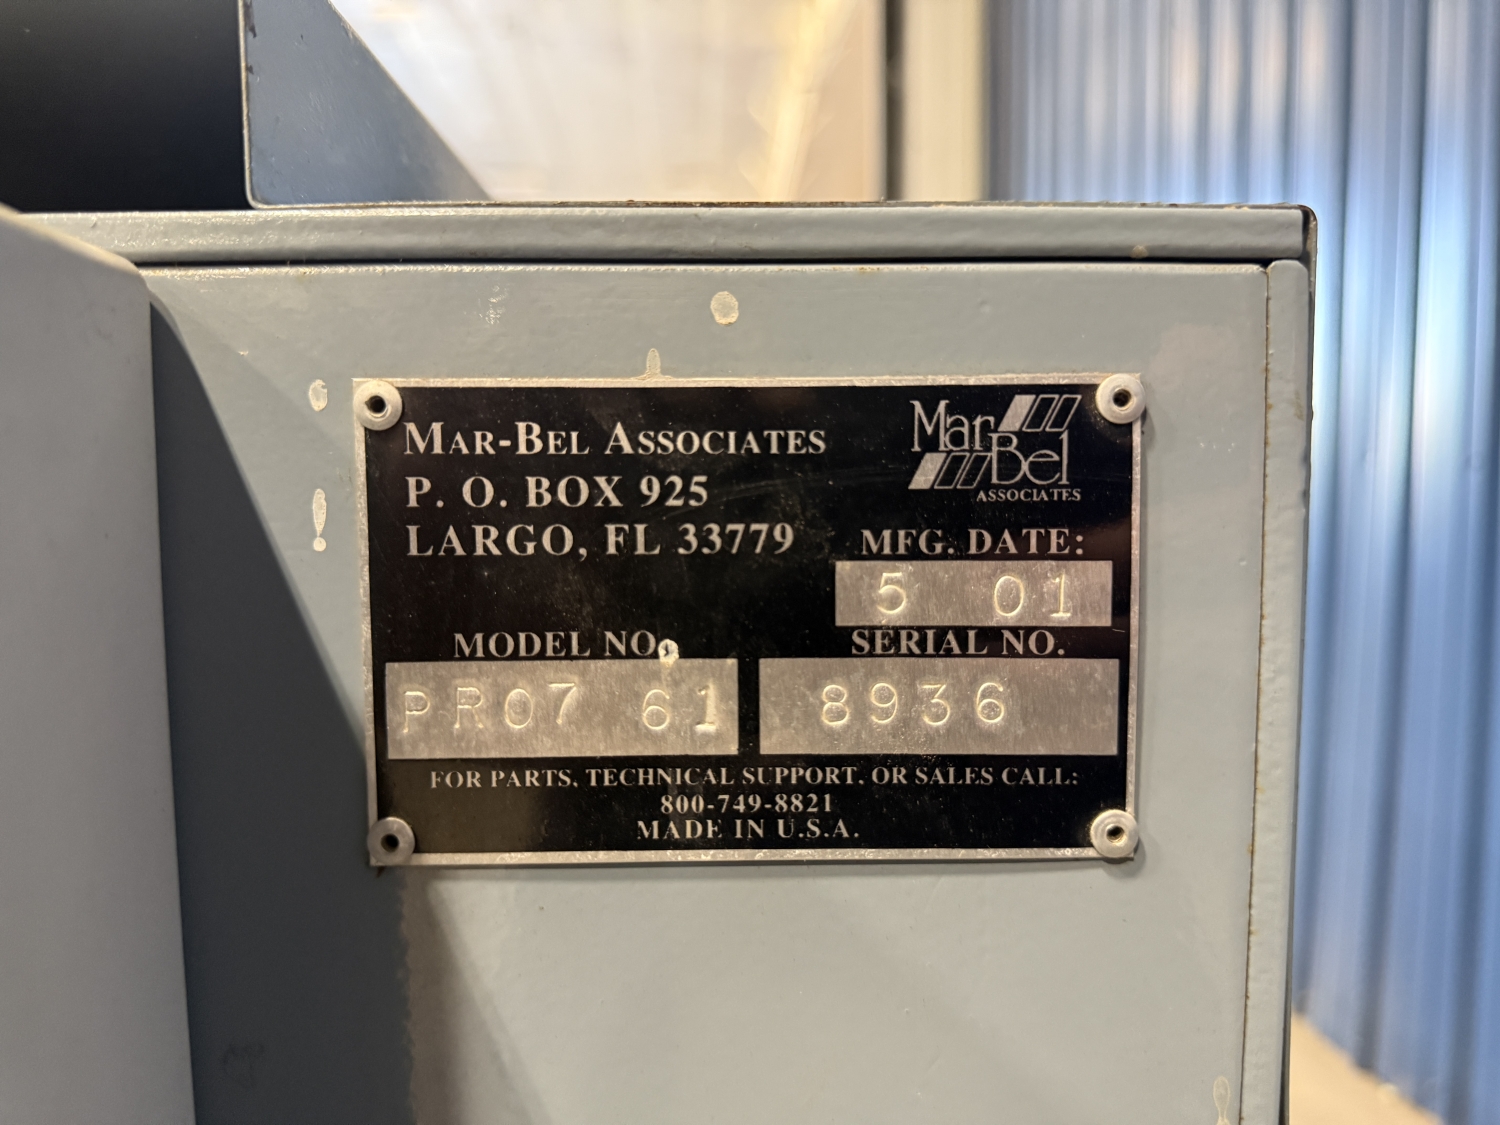 MAR-BEL ASSOCIATES
P. O. BOX 925
LARGO, FL 33779
Mar Bel
ASSOCIATES
MFG. DATE:
5 01
MODEL NO.
PR07 61
SERIAL NO.
8936
FOR PARTS, TECHNICAL SUPPORT, OR SALES CALL:
800-749-8821
MADE IN U.S.A.